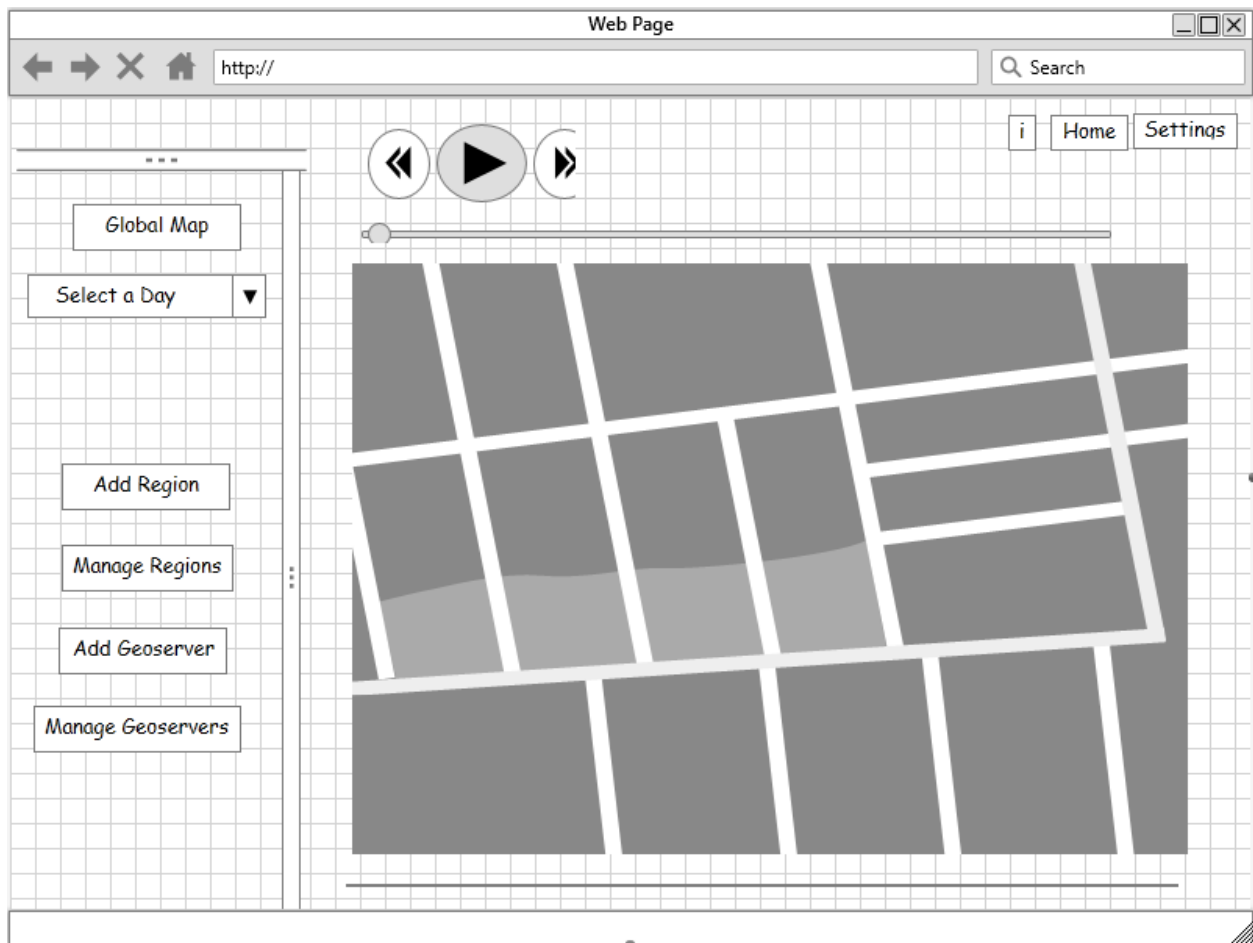 Web Page
http://
Search
i
Home
Settings
Global Map
Select a Day
Add Region
Manage Regions
Add Geoserver
Manage Geoservers